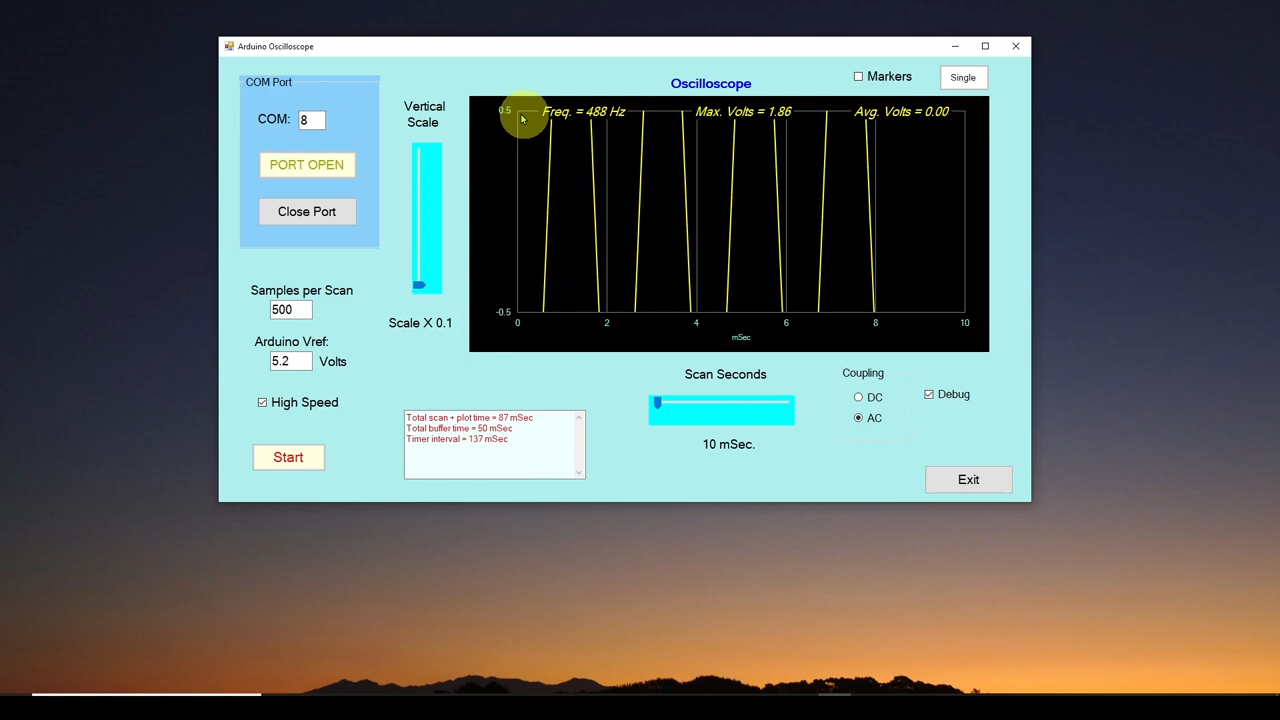 Arduino Oscilloscope
COM Port
COM: 8
PORT OPEN
Close Port
Samples per Scan
500
Arduino Vref:
5.2 Volts
High Speed
Start
Vertical
Scale
Scale X 0.1
Oscilloscope
Markers
Single
0.5 Freq. = 488 Hz Max. Volts = 1.86 Avg. Volts = 0.00
-0.5
0 2 4 6 8 10
mSec
Total scan + plot time = 87 mSec
Total buffer time = 50 mSec
Timer interval = 137 mSec
Scan Seconds
10 mSec.
Coupling
DC
AC
Debug
Exit